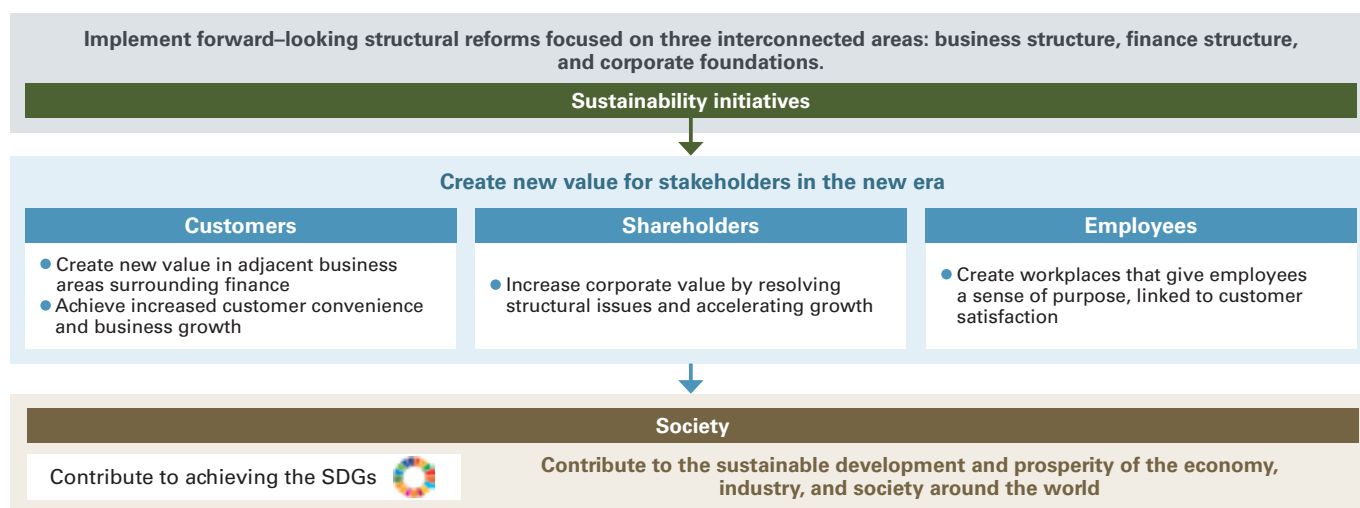 Implement forward–looking structural reforms focused on three interconnected areas: business structure, finance structure,
and corporate foundations.
Sustainability initiatives
Create new value for stakeholders in the new era
Customers
● Create new value in adjacent business
areas surrounding finance
● Achieve increased customer convenience
and business growth
Shareholders
● Increase corporate value by resolving
structural issues and accelerating growth
Employees
● Create workplaces that give employees
a sense of purpose, linked to customer
satisfaction
Society
Contribute to achieving the SDGs
Contribute to the sustainable development and prosperity of the economy,
industry, and society around the world